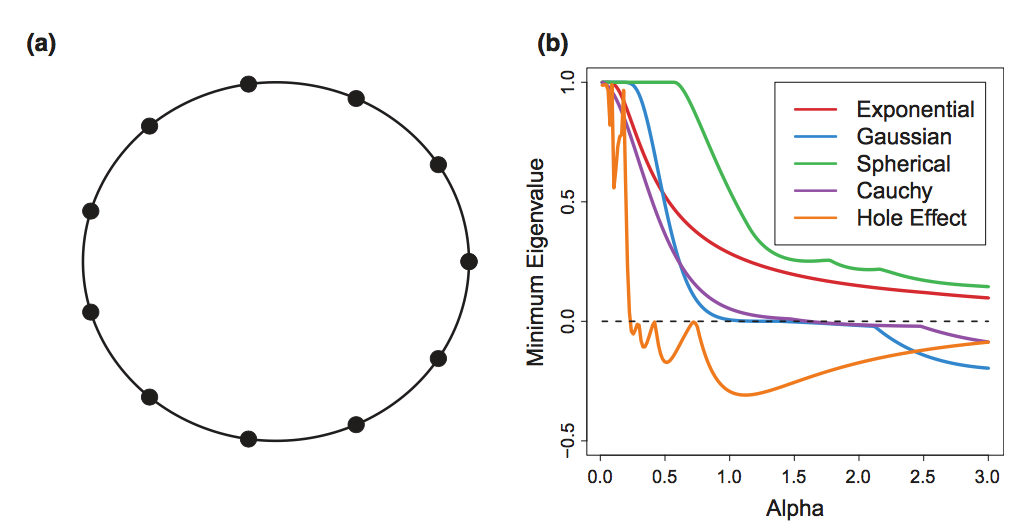 (a)
(b)
Minimum Eigenvalue
1.0
0.5
0.0
−0.5
Exponential
Gaussian
Spherical
Cauchy
Hole Effect
0.0 0.5 1.0 1.5 2.0 2.5 3.0
Alpha